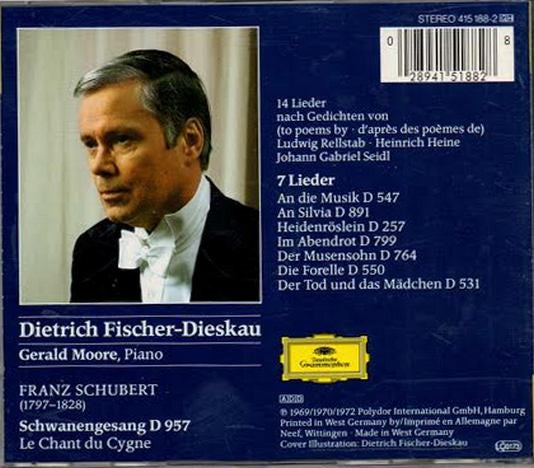 STEREO 415 188-2 GH
0 28941 51882 8
14 Lieder
nach Gedichten von
(to poems by · d'après des poèmes de)
Ludwig Rellstab · Heinrich Heine
Johann Gabriel Seidl
7 Lieder
An die Musik D 547
An Silvia D 891
Heidenröslein D 257
Im Abendrot D 799
Der Musensohn D 764
Die Forelle D 550
Der Tod und das Mädchen D 531
Dietrich Fischer-Dieskau
Gerald Moore, Piano
FRANZ SCHUBERT
(1797–1828)
Schwanengesang D 957
Le Chant du Cygne
Deutsche
Grammophon
ADD
℗ 1969/1970/1972 Polydor International GmbH, Hamburg
Printed in West Germany by/Imprimé en Allemagne par
Neef, Wittingen · Made in West Germany
Cover Illustration: Dietrich Fischer-Dieskau